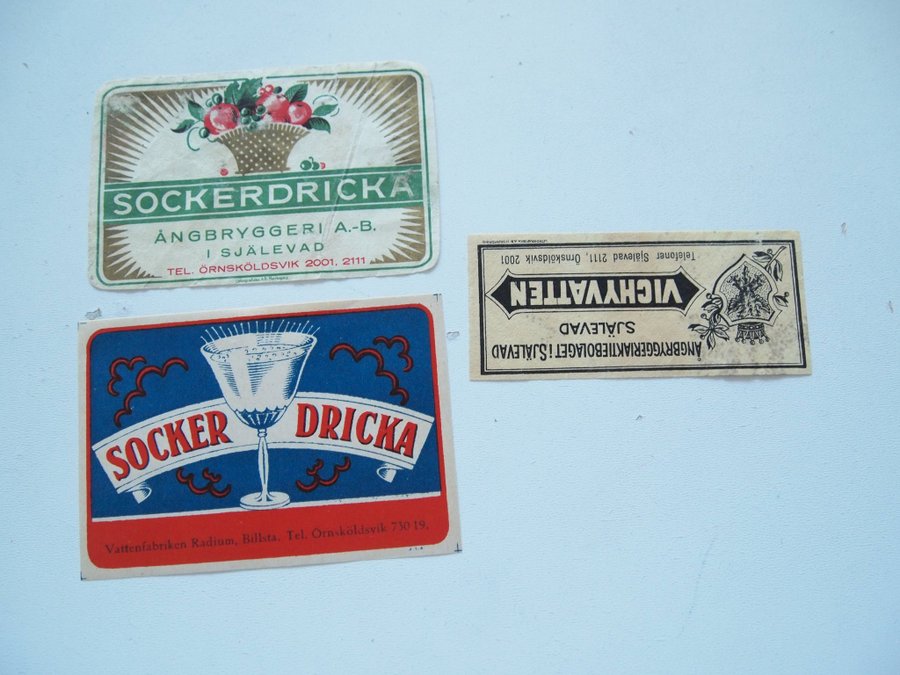 SOCKERDRICKA
ÅNGBRYGGERI A.-B.
I SJÄLEVAD
TEL. ÖRNSKÖLDSVIK 2001, 2111
SOCKER DRICKA
Vattenfabriken Radium, Billsta. Tel. Örnsköldsvik 730 19.
ÅNGBRYGGERIAKTIEBOLAGET i SJÄLEVAD
SJÄLEVAD
VICHYVATTEN
Telefoner Själevad 2111, Örnsköldsvik 2001